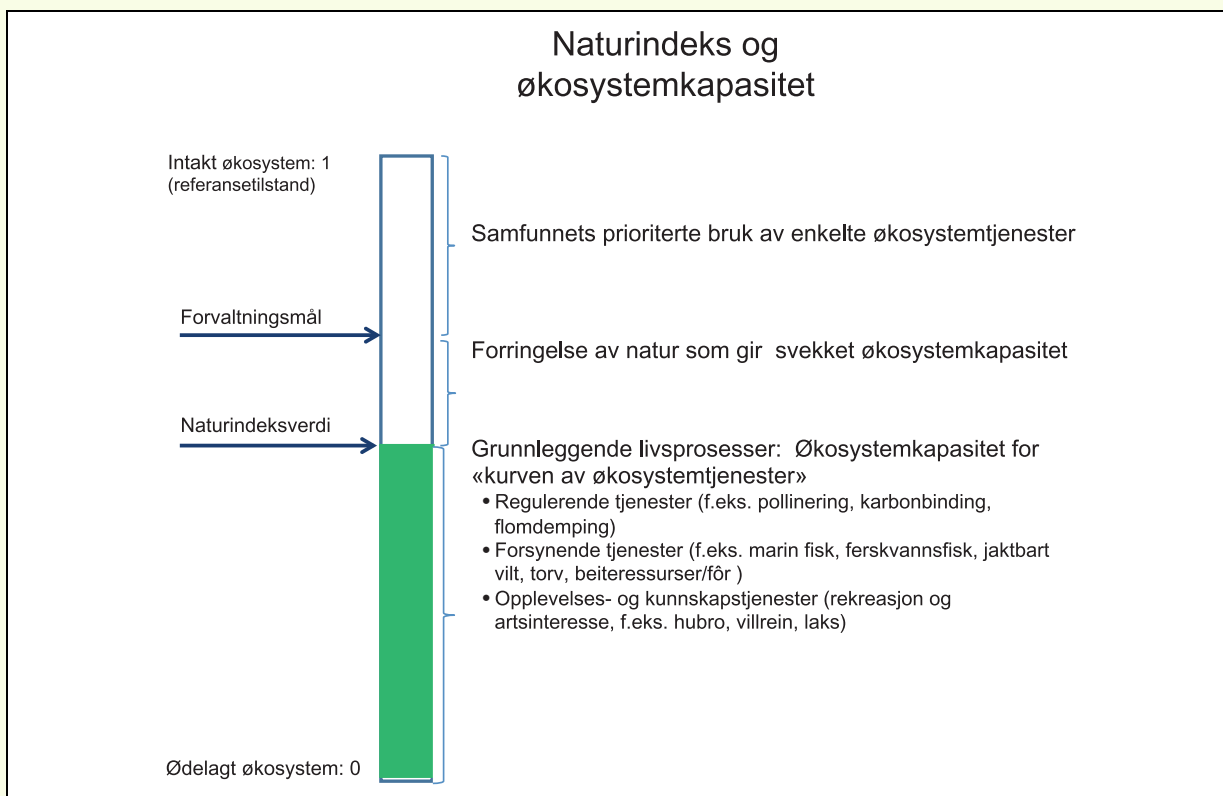 Naturindeks og
økosystemkapasitet
Intakt økosystem: 1
(referansetilstand)
Samfunnets prioriterte bruk av enkelte økosystemtjenester
Forvaltningsmål
Forringelse av natur som gir svekket økosystemkapasitet
Naturindeksverdi
Grunnleggende livsprosesser: Økosystemkapasitet for
«kurven av økosystemtjenester»
• Regulerende tjenester (f.eks. pollinering, karbonbinding,
flomdemping)
• Forsynende tjenester (f.eks. marin fisk, ferskvannsfisk, jaktbart
vilt, torv, beiteressurser/fôr )
• Opplevelses- og kunnskapstjenester (rekreasjon og
artsinteresse, f.eks. hubro, villrein, laks)
Ødelagt økosystem: 0